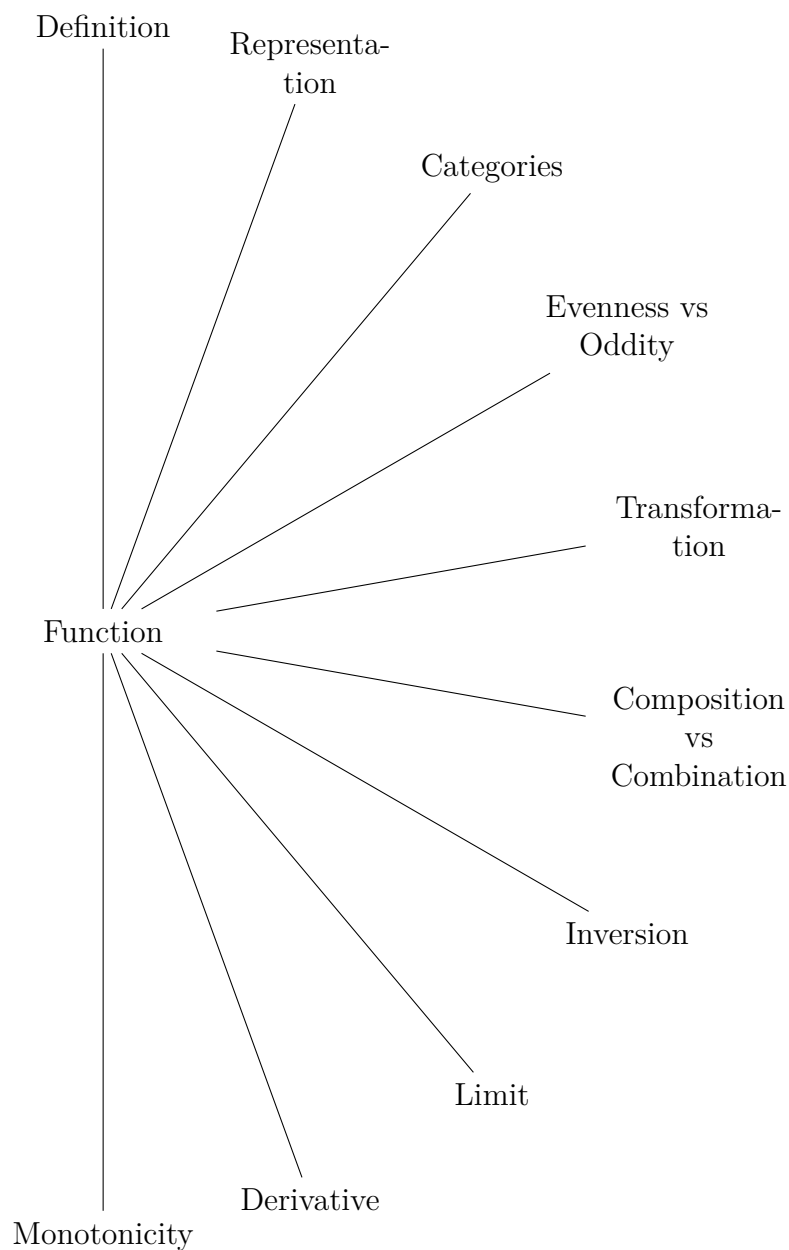 Definition
Representa-
tion
Categories
Evenness vs
Oddity
Transforma-
tion
Function
Composition
vs
Combination
Inversion
Limit
Derivative
Monotonicity